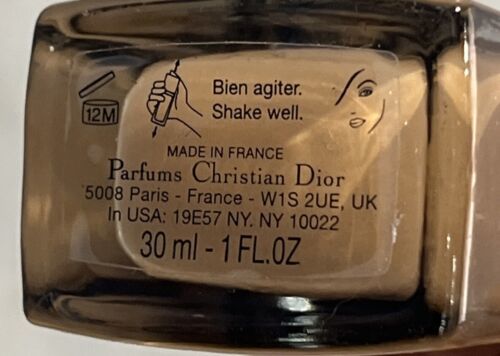 12M
Bien agiter.
Shake well.
MADE IN FRANCE
Parfums Christian Dior
5008 Paris - France - W1S 2UE, UK
In USA: 19E57 NY. NY 10022
30 ml - 1 FL.OZ